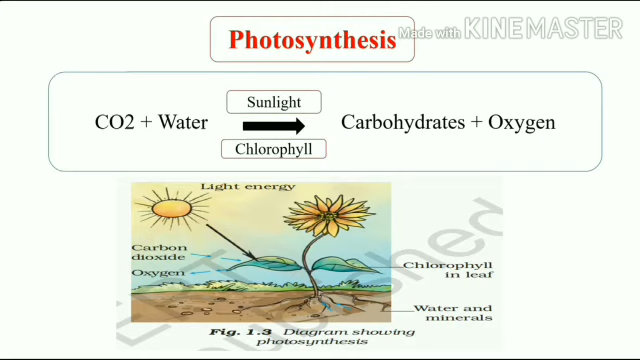 Photosynthesis
Made with KINEMASTER
Sunlight
CO2 + Water
Carbohydrates + Oxygen
Chlorophyll
Light energy
Carbon
dioxide
Oxygen
Chlorophyll
in leaf
Water and
minerals
Fig. 1.3 Diagram showing
photosynthesis